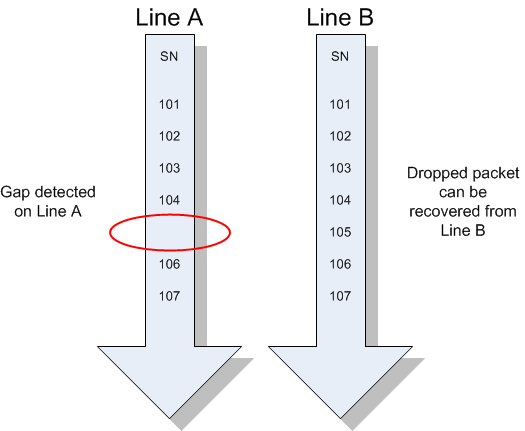 Line A
Line B
SN
101
102
103
104
106
107
SN
101
102
103
104
105
106
107
Gap detected
on Line A
Dropped packet
can be
recovered from
Line B